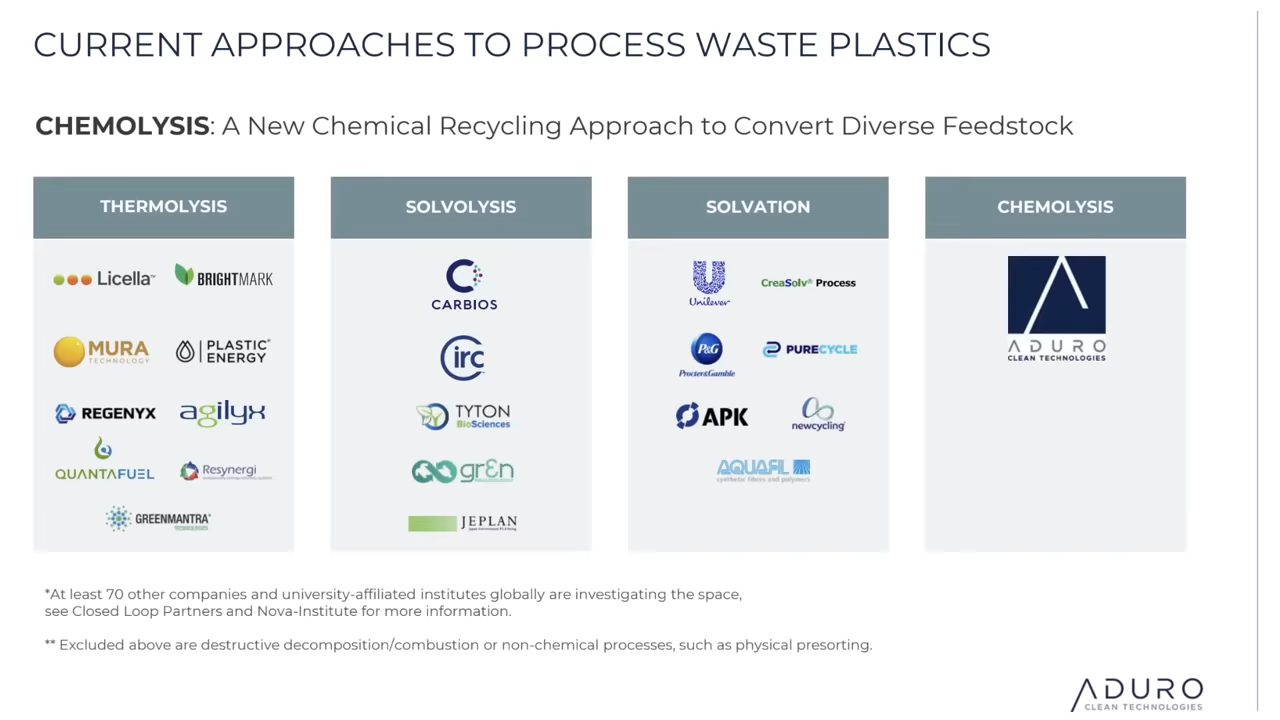 CURRENT APPROACHES TO PROCESS WASTE PLASTICS
CHEMOLYSIS: A New Chemical Recycling Approach to Convert Diverse Feedstock
THERMOLYSIS
Licella™
BRIGHTMARK
MURA
TECHNOLOGY
PLASTIC
ENERGY
REGENYX
agilyx
QUANTAFUEL
Resynergi
GREENMANTRA
TECHNOLOGIES
SOLVOLYSIS
CARBIOS
irc
TYTON
BioSciences
gr3n
JEPLAN
SOLVATION
Unilever
CreaSolv® Process
P&G
Procter&Gamble
PURECYCLE
APK
newcycling
AQUAFIL
synthetic fibres and polymers
CHEMOLYSIS
ADURO
CLEAN TECHNOLOGIES
*At least 70 other companies and university-affiliated institutes globally are investigating the space,
see Closed Loop Partners and Nova-Institute for more information.
** Excluded above are destructive decomposition/combustion or non-chemical processes, such as physical presorting.
ADURO
CLEAN TECHNOLOGIES